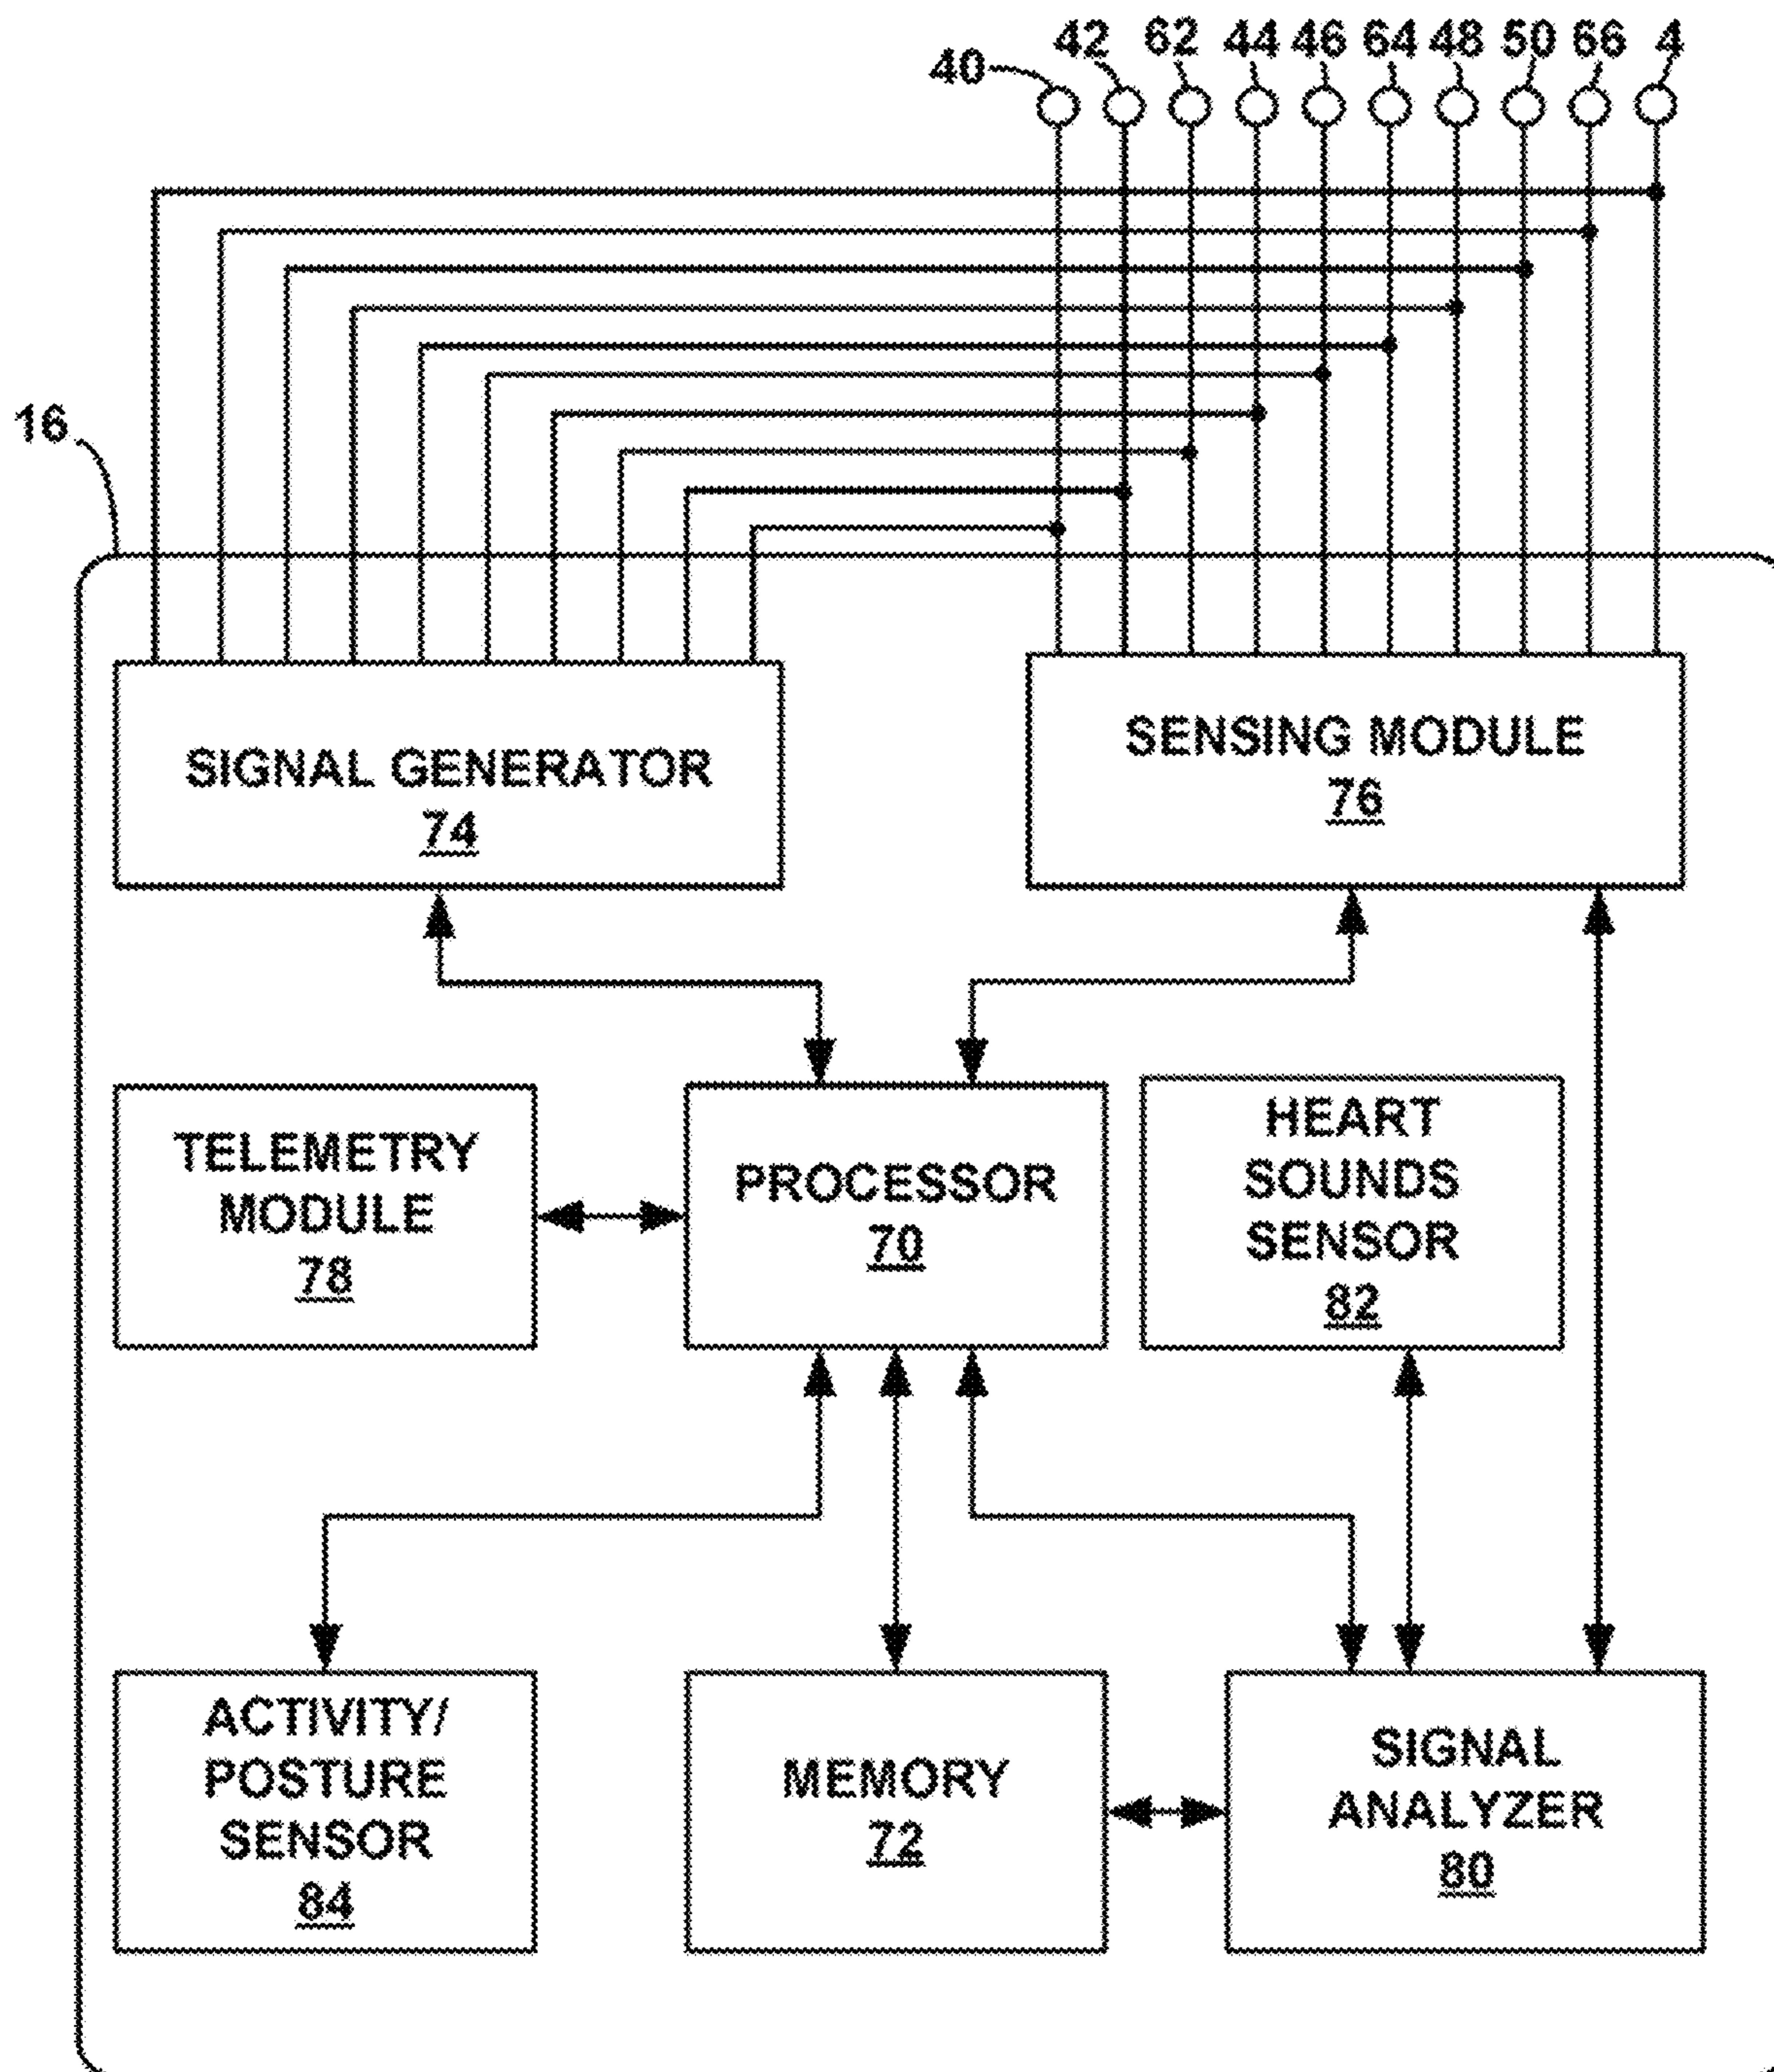 40 42 62 44 46 64 48 50 66 4
16
SIGNAL GENERATOR
74
SENSING MODULE
76
TELEMETRY
MODULE
78
PROCESSOR
70
HEART
SOUNDS
SENSOR
82
ACTIVITY/
POSTURE
SENSOR
84
MEMORY
72
SIGNAL
ANALYZER
80